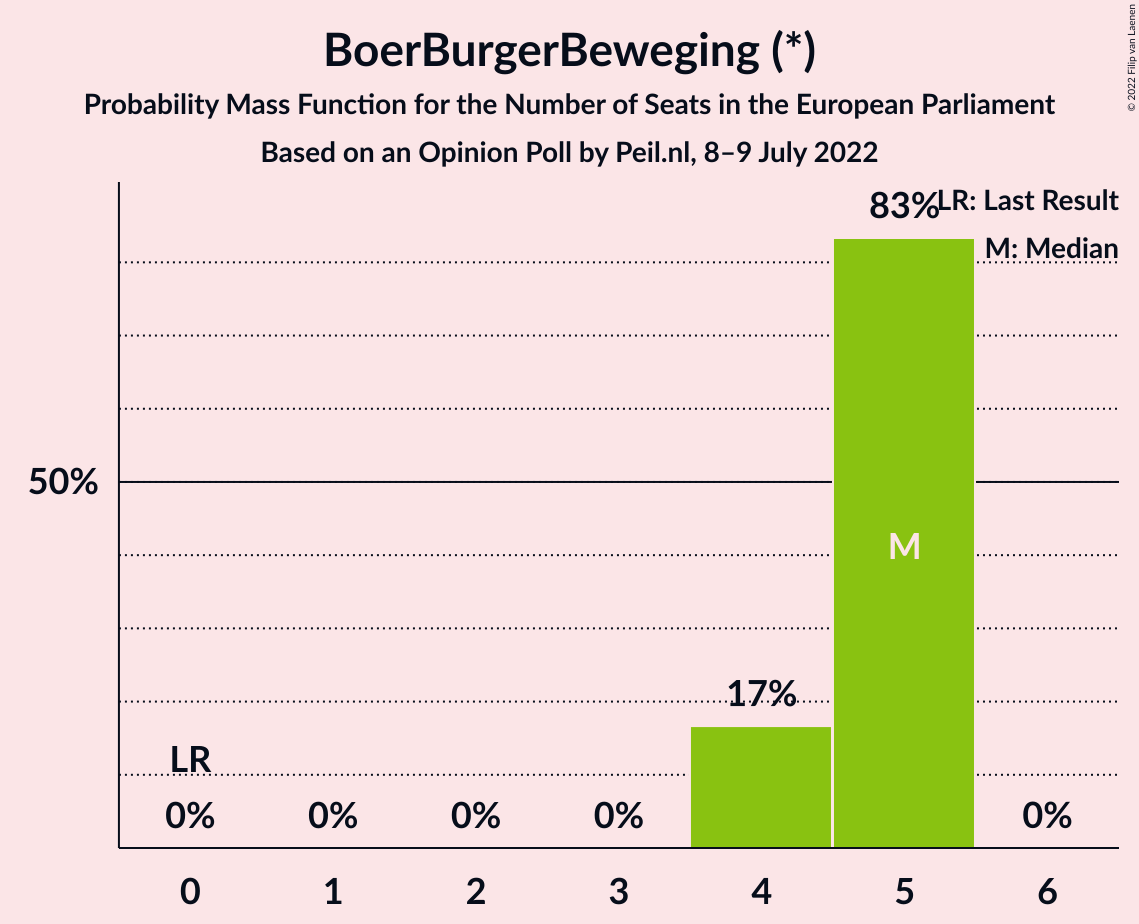 BoerBurgerBeweging (*)
Probability Mass Function for the Number of Seats in the European Parliament
Based on an Opinion Poll by Peil.nl, 8–9 July 2022
© 2022 Filip van Laenen
LR: Last Result
M: Median
83%
50%
M
17%
LR
0% 0% 0% 0% 0%
0 1 2 3 4 5 6